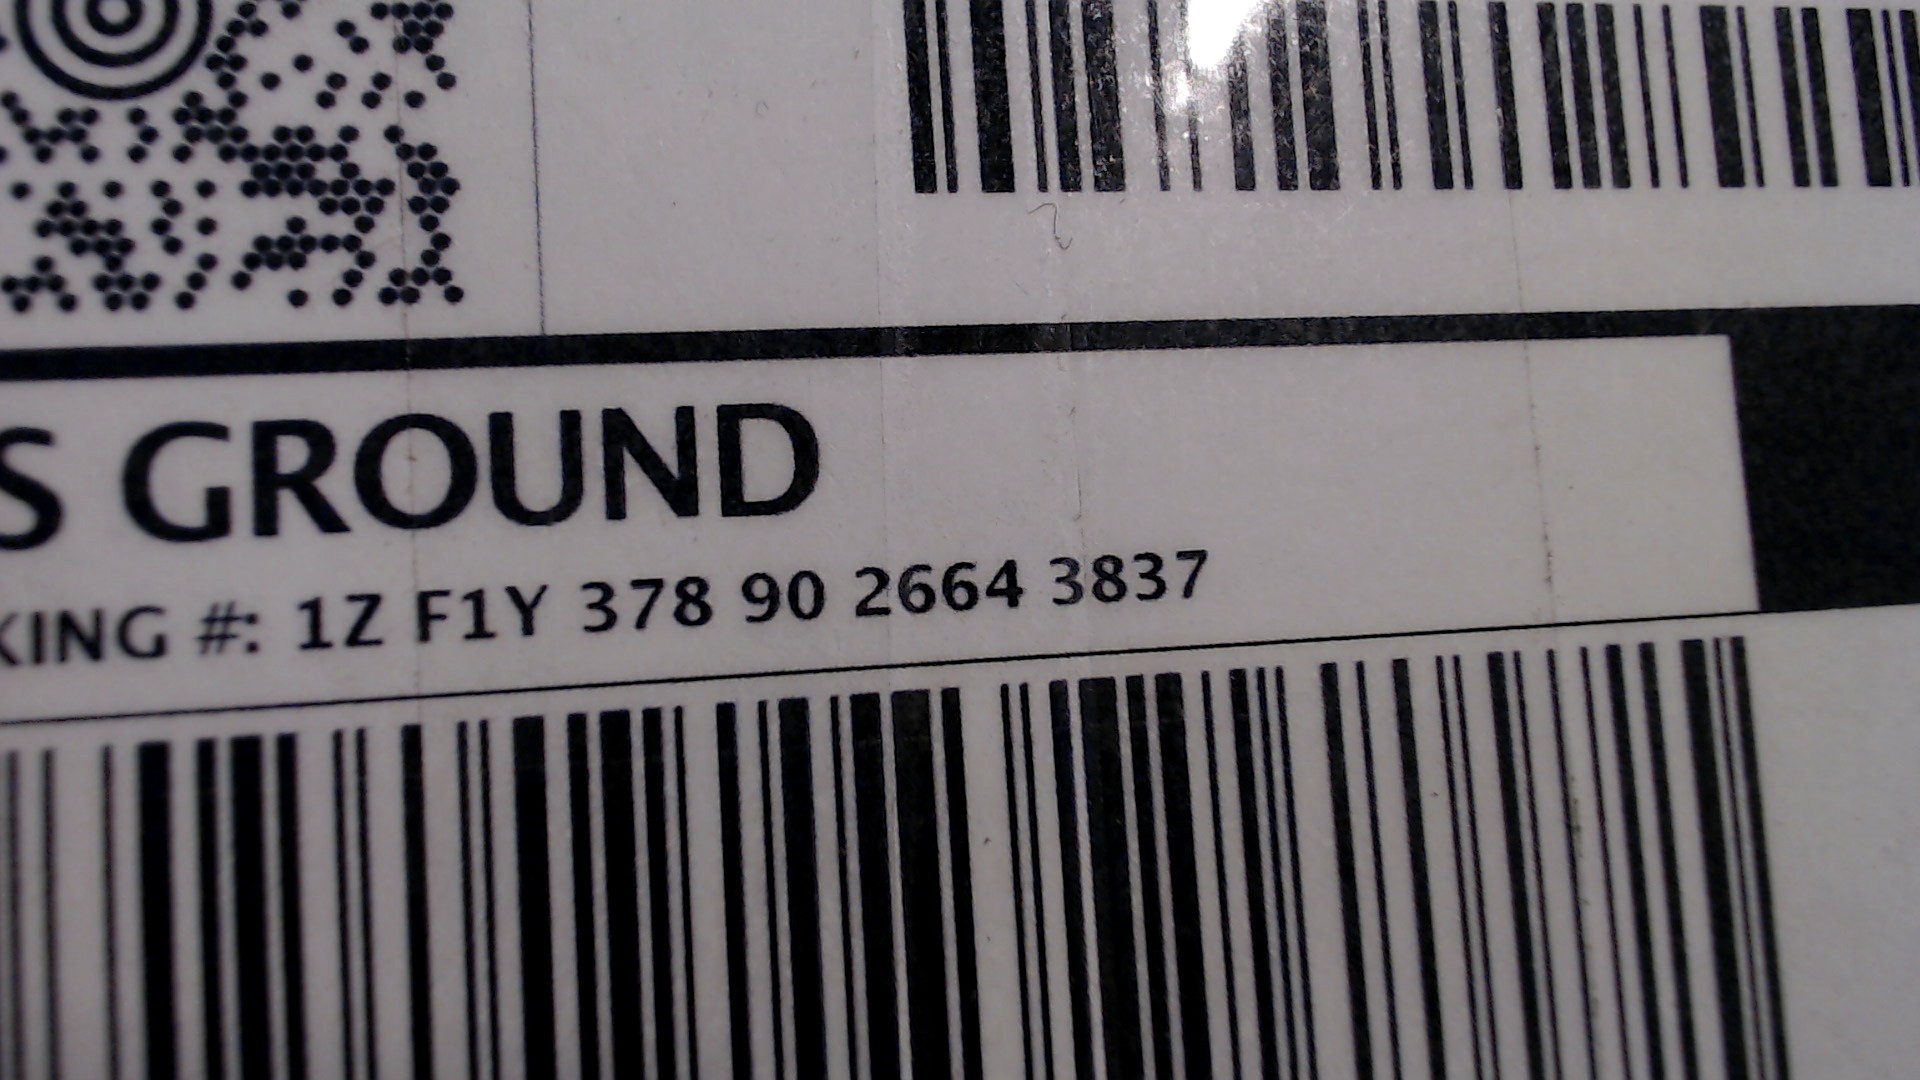 S GROUND
KING #: 1Z F1Y 378 90 2664 3837